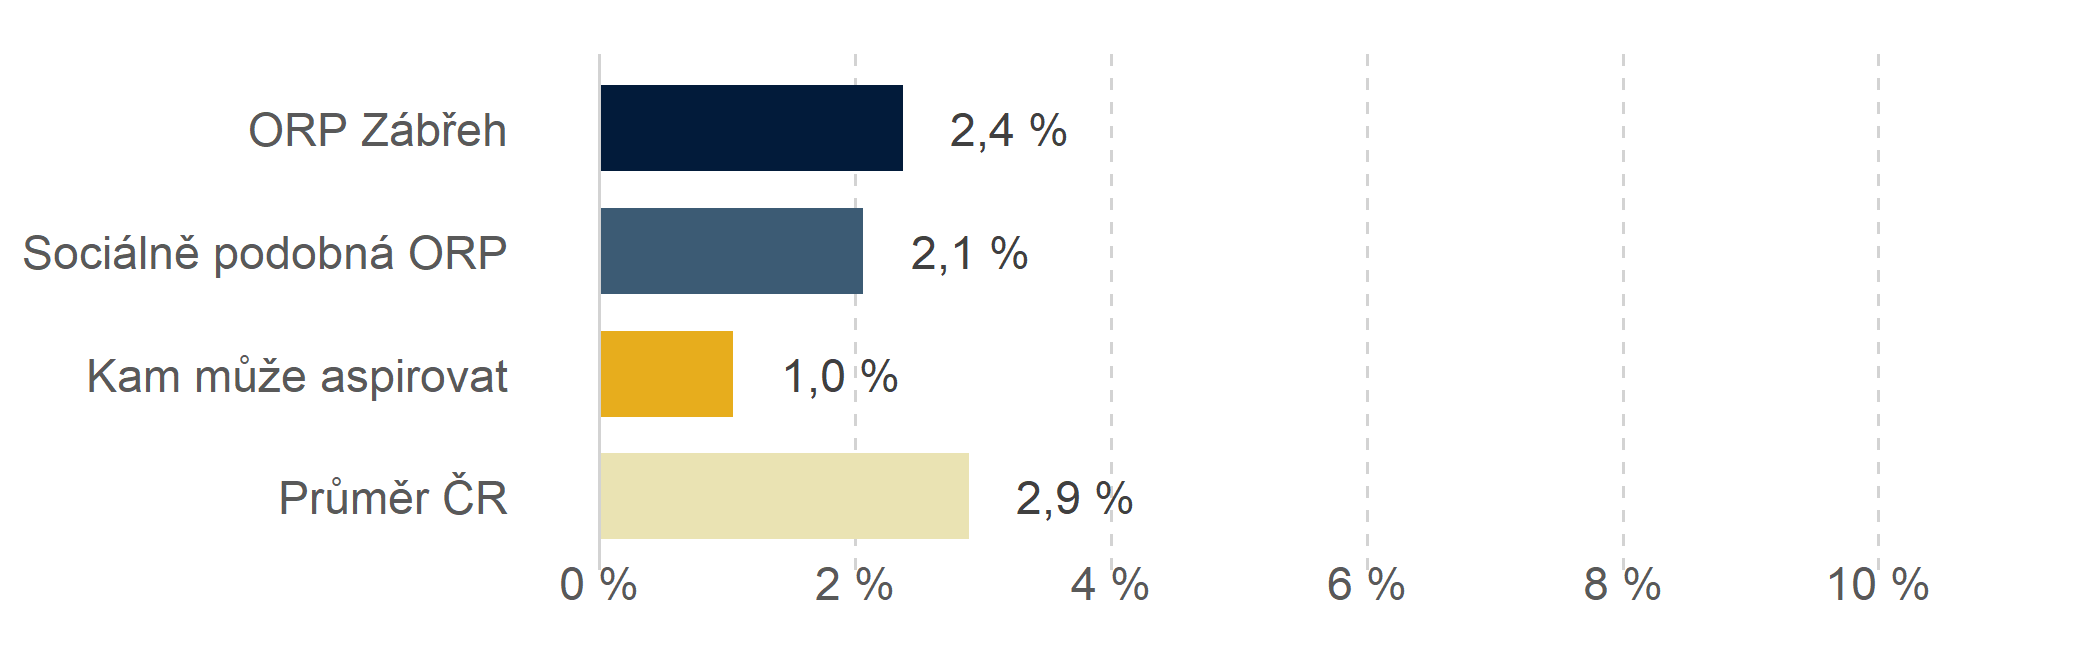 ORP Zábřeh 2,4 %
Sociálně podobná ORP 2,1 %
Kam může aspirovat 1,0 %
Průměr ČR 2,9 %
0 % 2 % 4 % 6 % 8 % 10 %